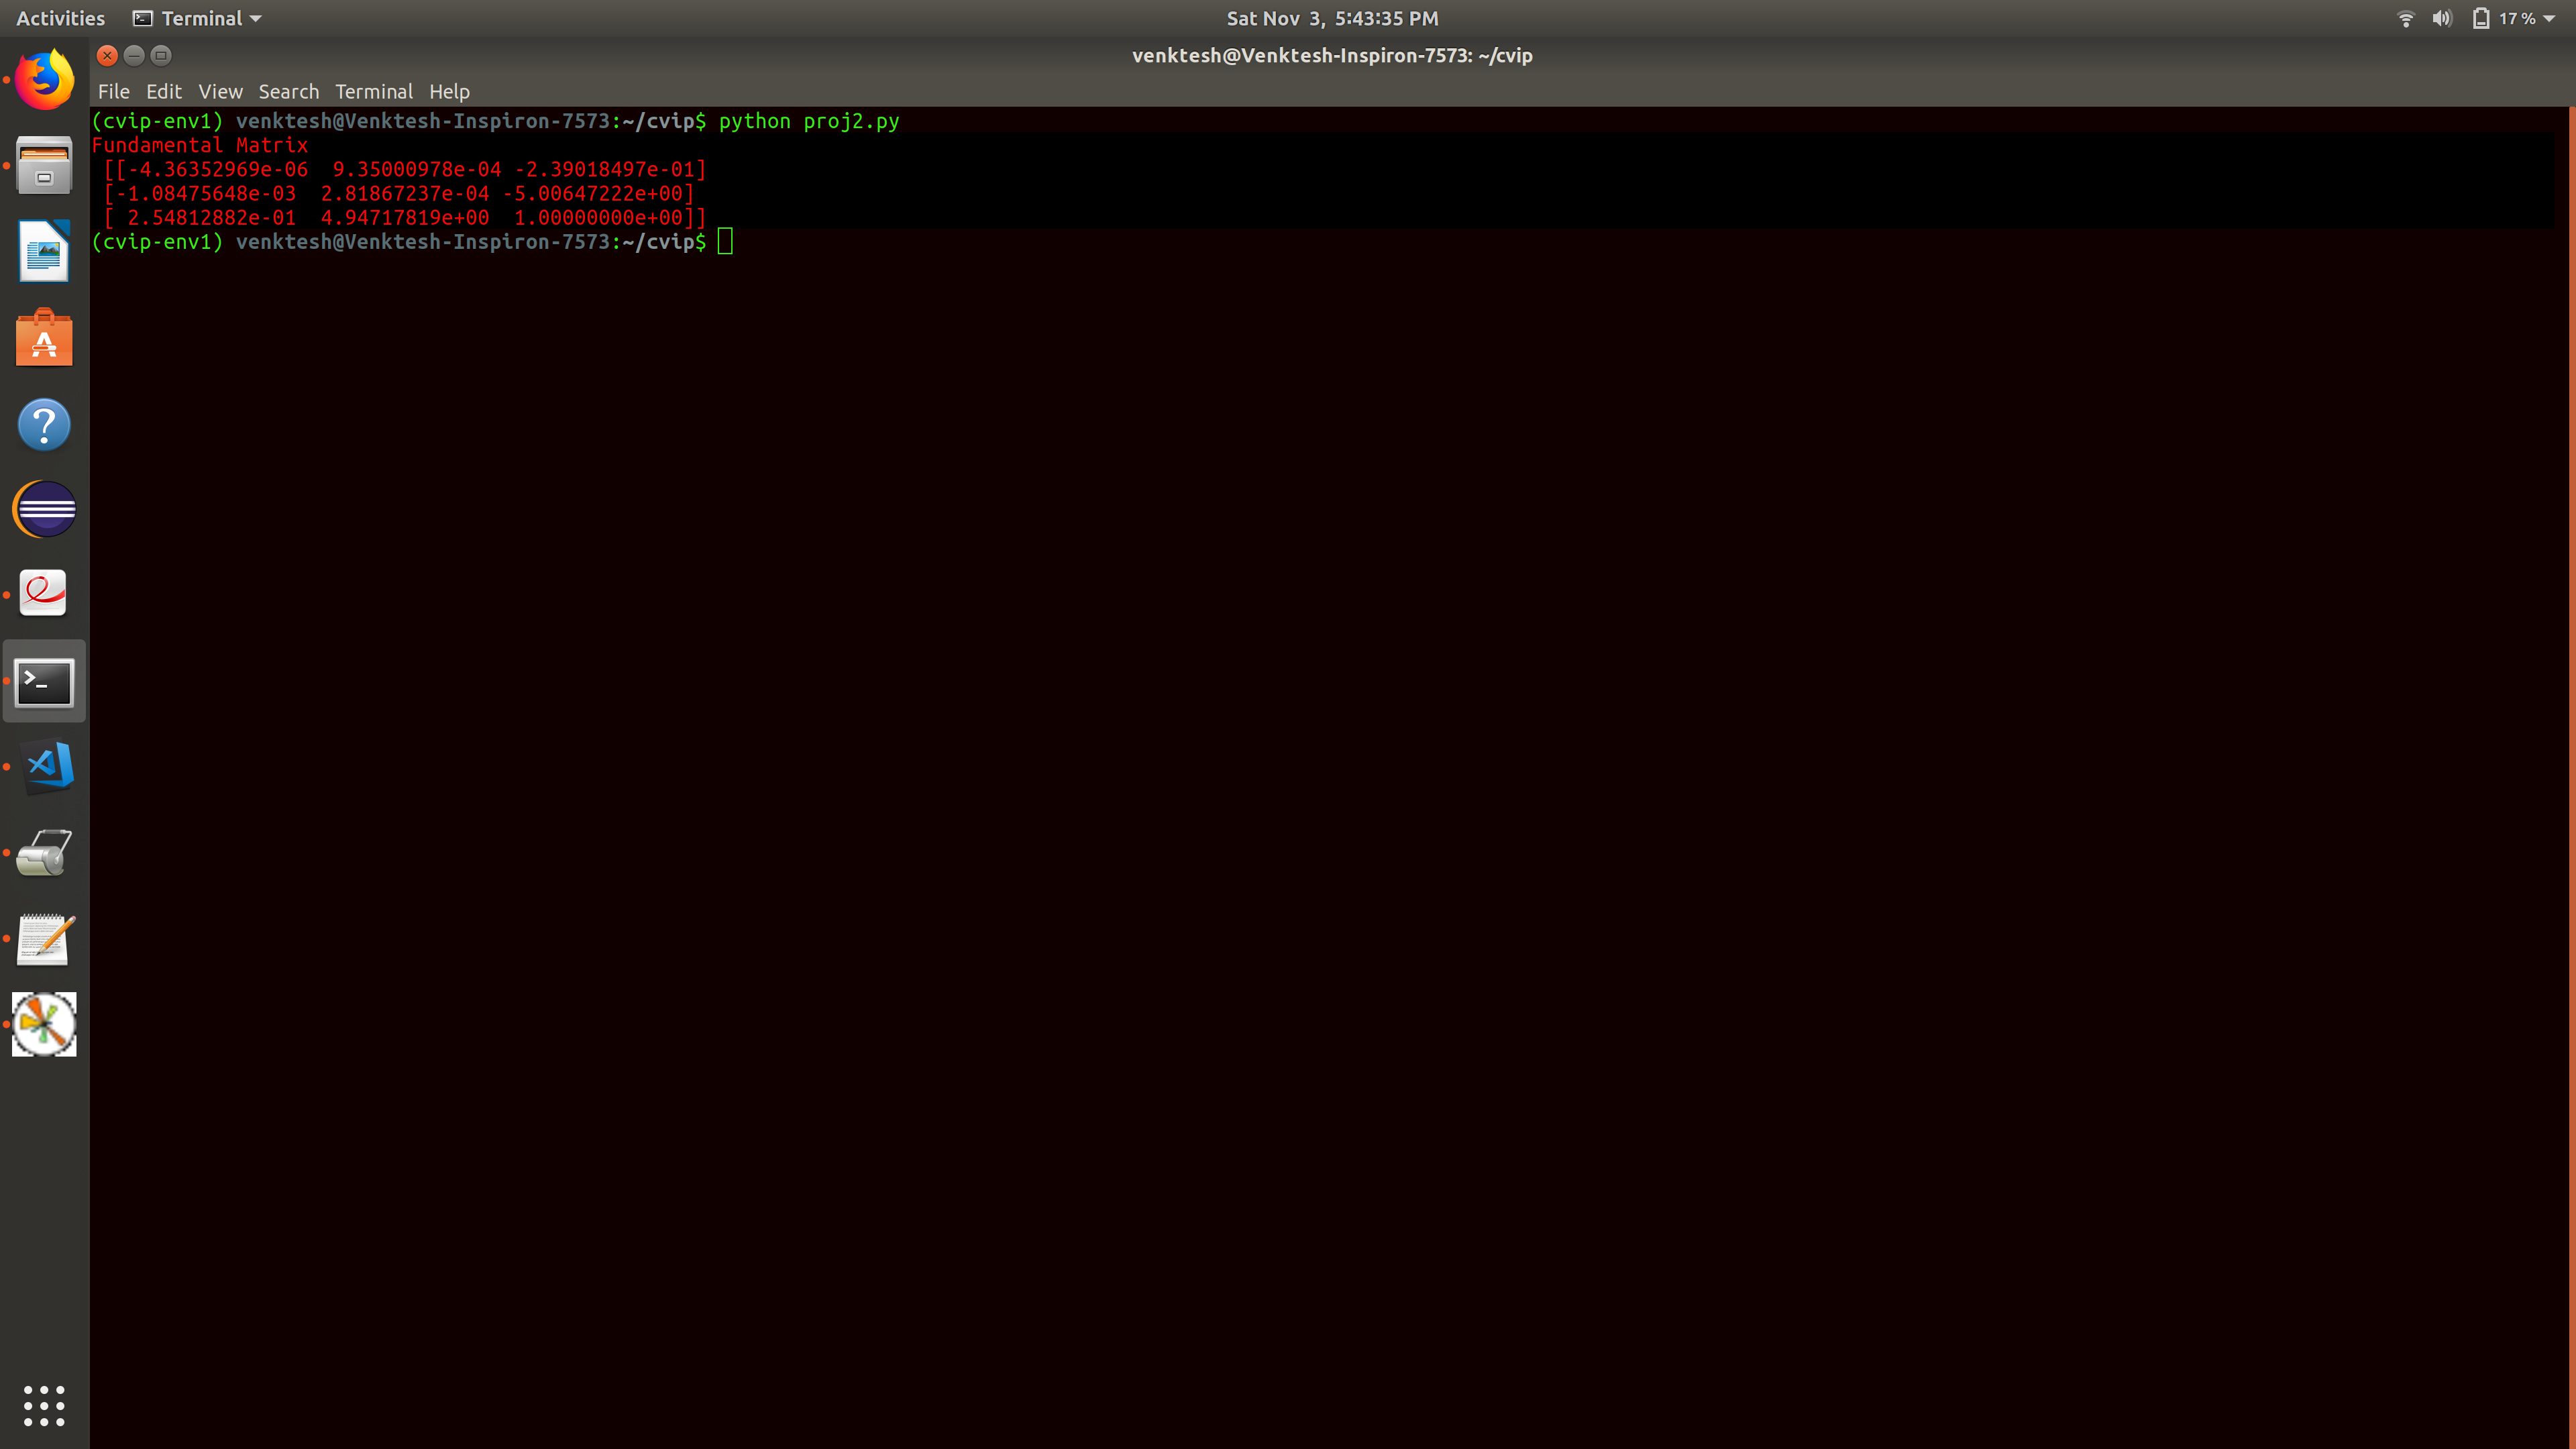 Activities Terminal Sat Nov 3, 5:43:35 PM 17 %
venktesh@Venktesh-Inspiron-7573: ~/cvip
File Edit View Search Terminal Help
(cvip-env1) venktesh@Venktesh-Inspiron-7573:~/cvip$ python proj2.py
Fundamental Matrix
[[-4.36352969e-06 9.35000978e-04 -2.39018497e-01]
[-1.08475648e-03 2.81867237e-04 -5.00647222e+00]
[ 2.54812882e-01 4.94717819e+00 1.00000000e+00]]
(cvip-env1) venktesh@Venktesh-Inspiron-7573:~/cvip$